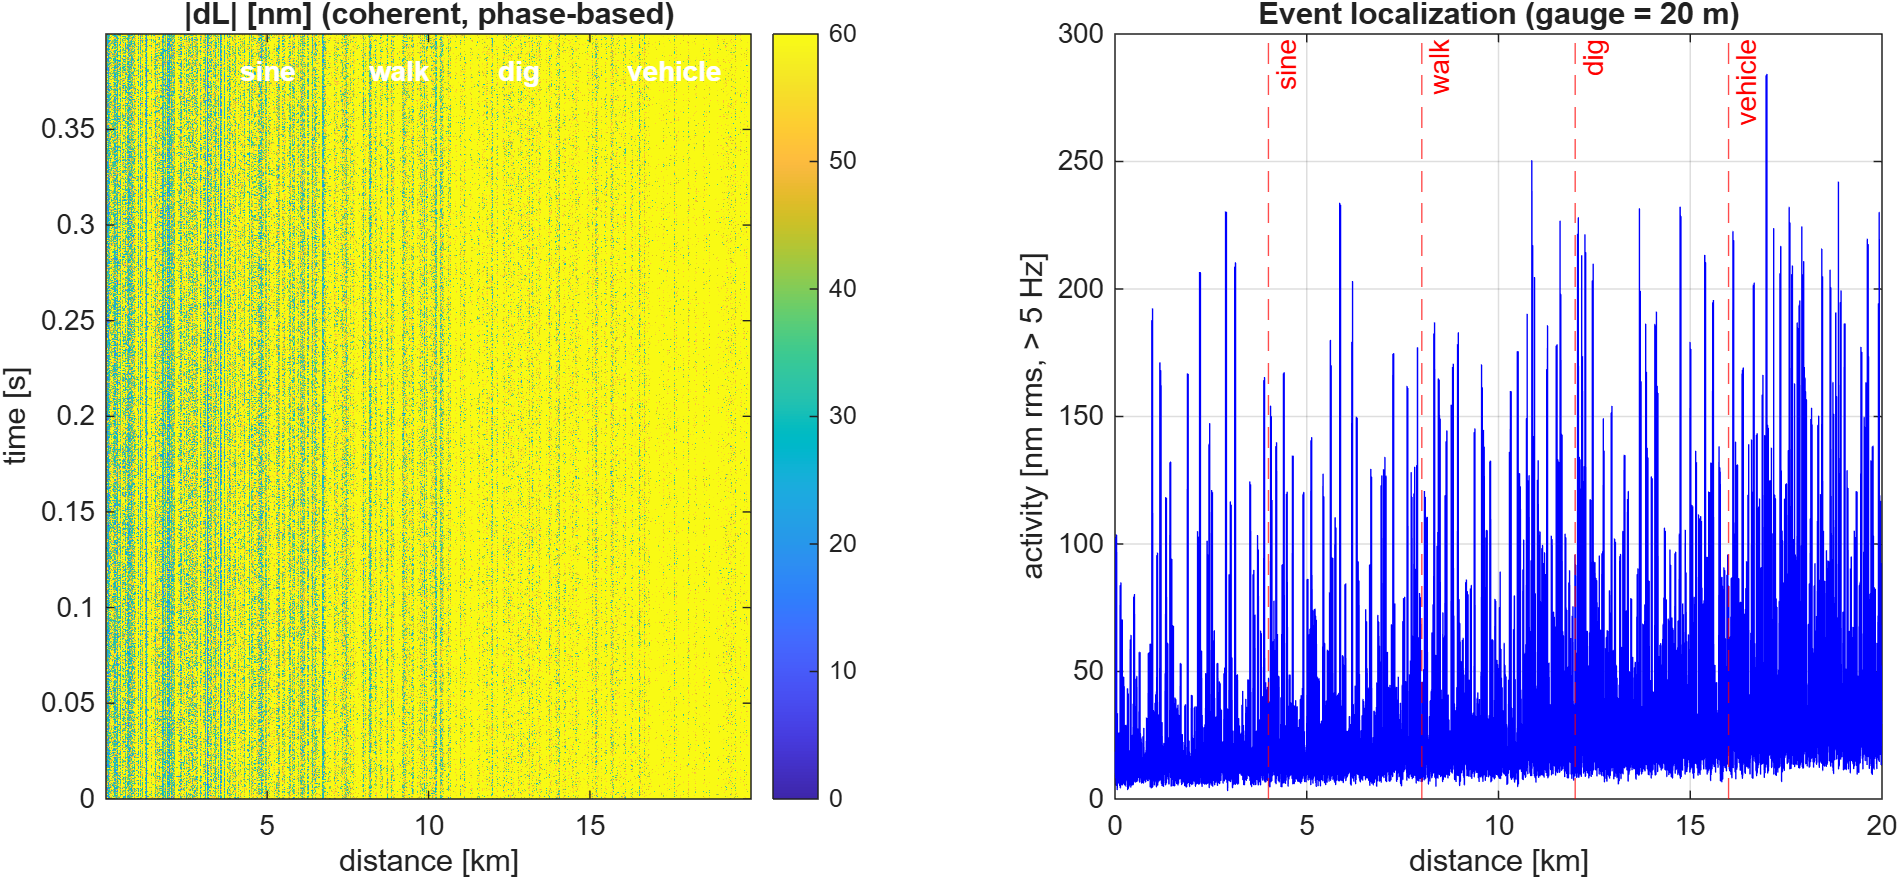 |dL| [nm] (coherent, phase-based)
sine walk dig vehicle
0.35
0.3
0.25
0.2
0.15
0.1
0.05
0
5 10 15
distance [km]
time [s]
60
50
40
30
20
10
0
Event localization (gauge = 20 m)
sine
walk
dig
vehicle
300
250
200
150
100
50
0
0 5 10 15 20
distance [km]
activity [nm rms, > 5 Hz]